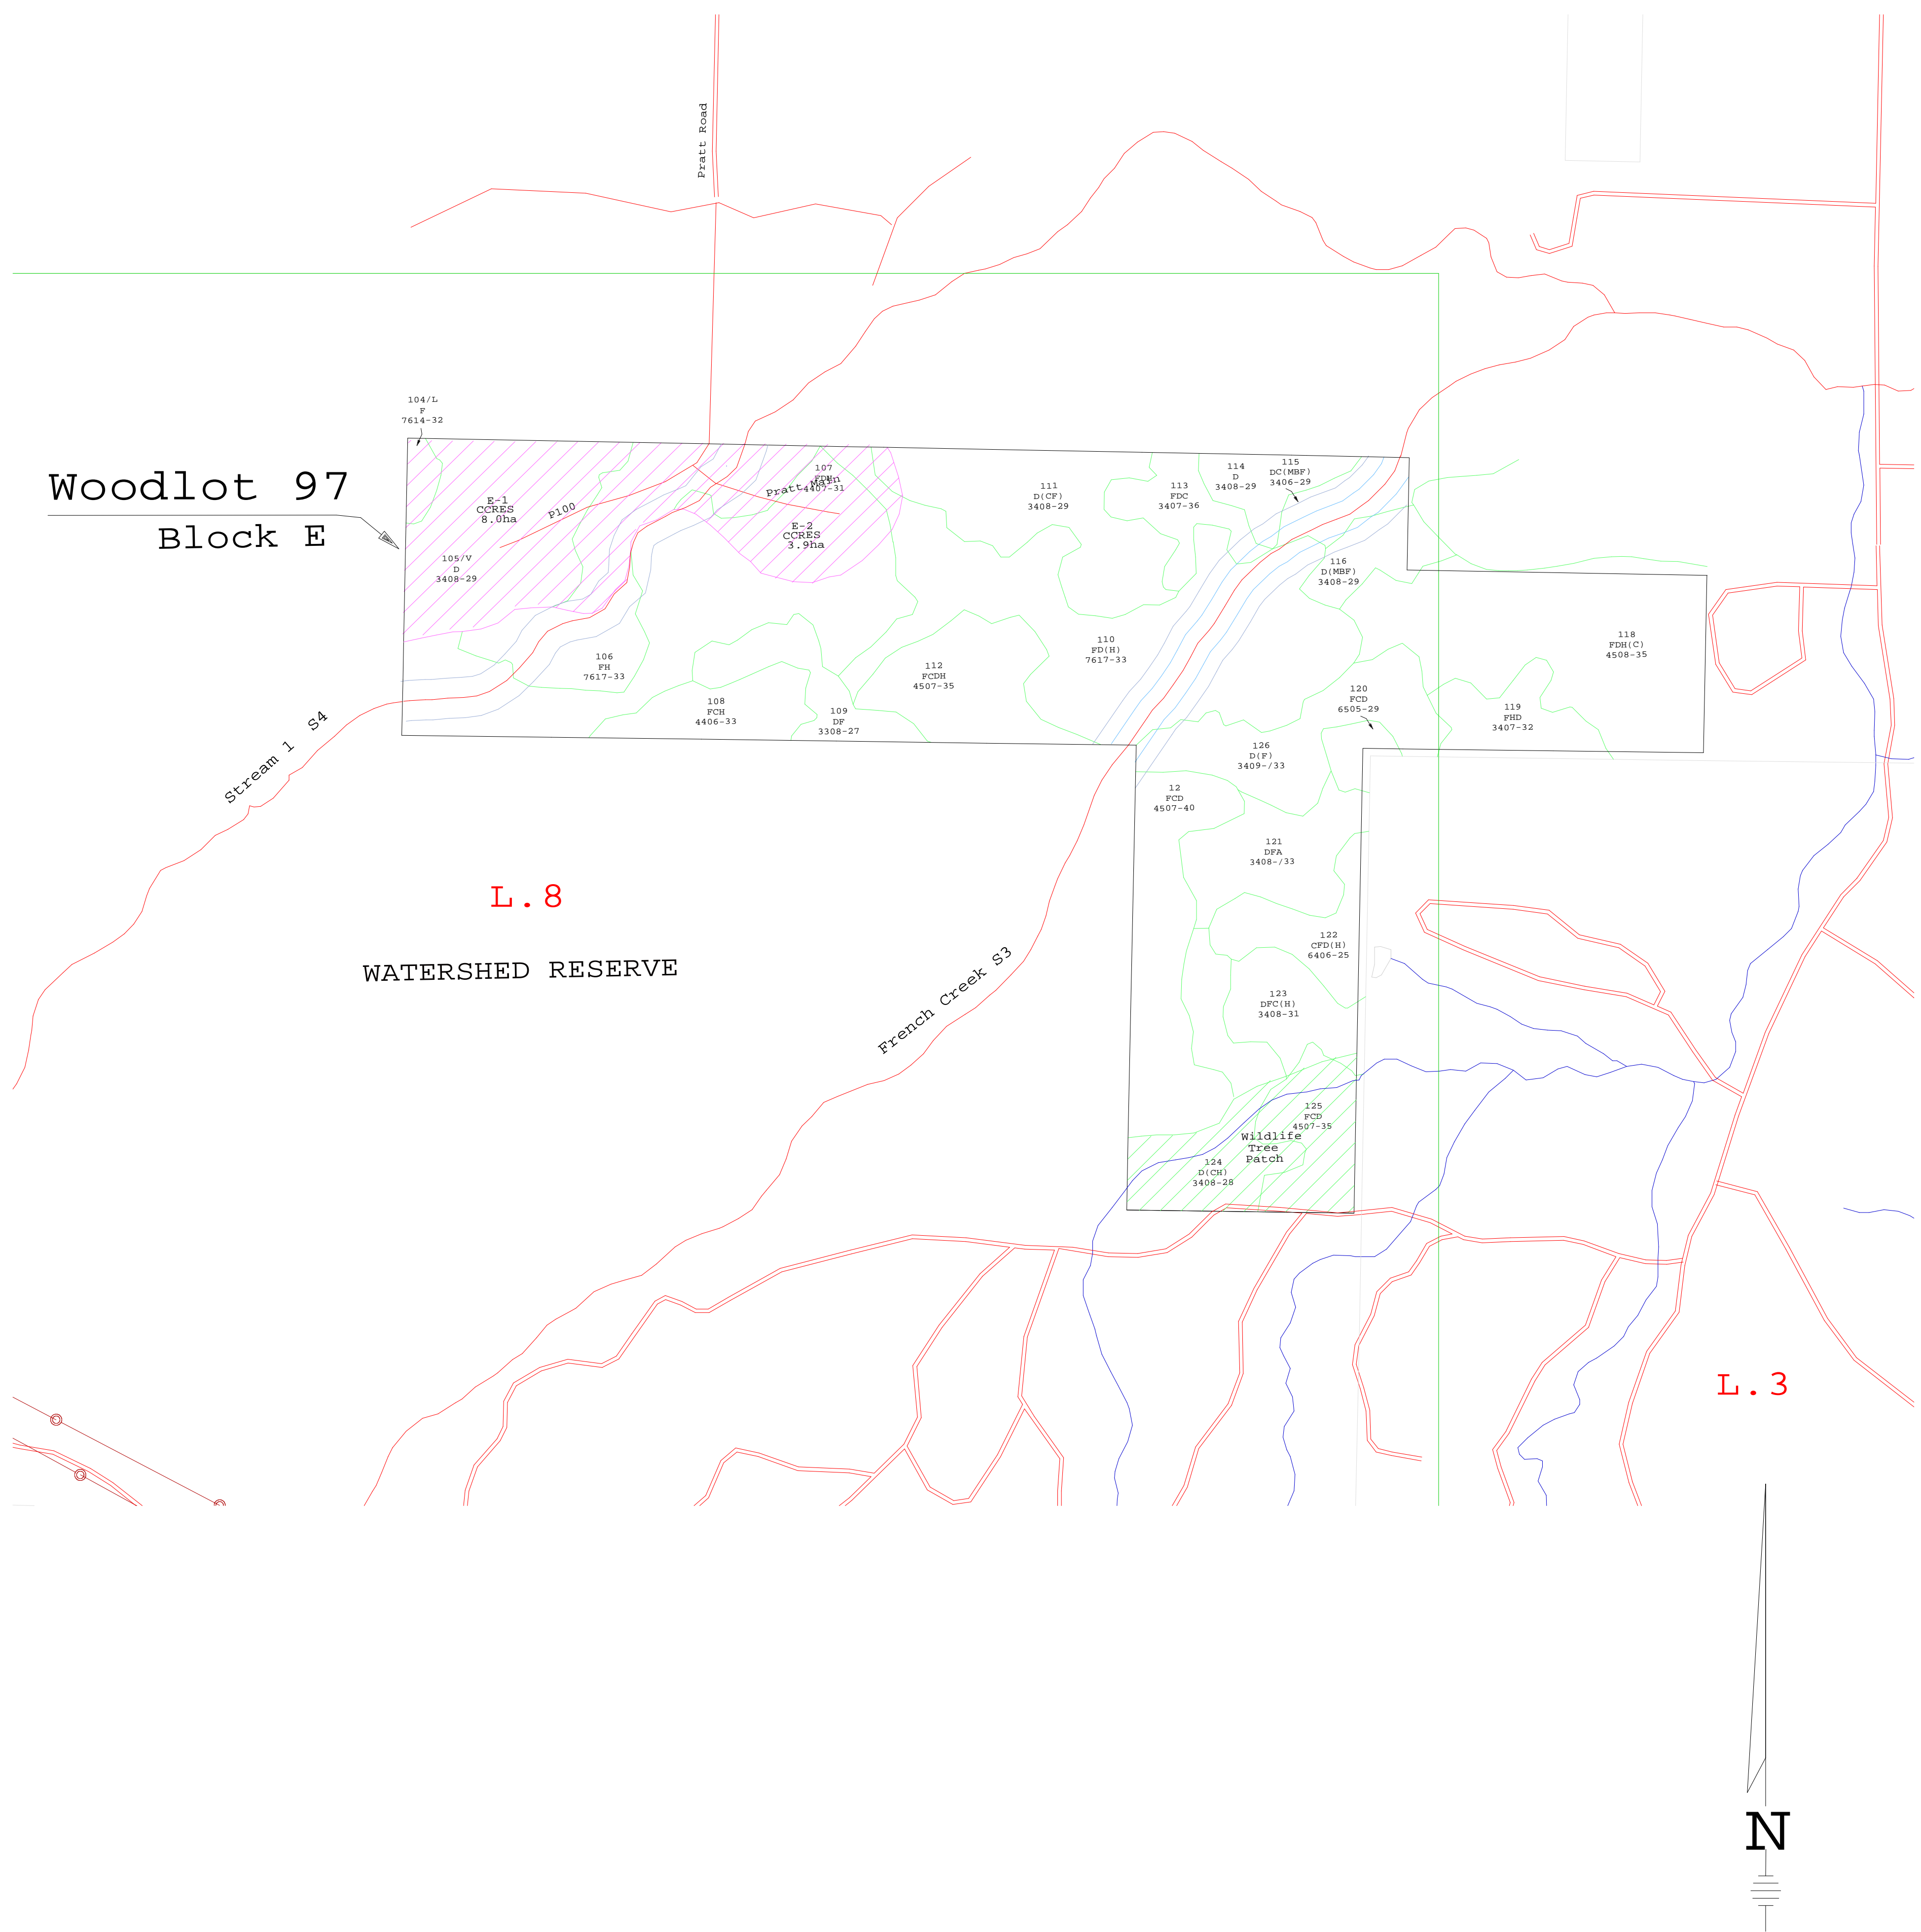 Pratt Road
104/L
F
7614-32
Woodlot 97
Block E
E-1
CCRES
8.0ha
P100
107
FDH
4407-31
Pratt Main
E-2
CCRES
3.9ha
105/V
D
3408-29
111
D(CF)
3408-29
113
FDC
3407-36
114
D
3408-29
115
DC(MBF)
3406-29
116
D(MBF)
3408-29
106
FH
7617-33
112
FCDH
4507-35
110
FD(H)
7617-33
118
FDH(C)
4508-35
108
FCH
4406-33
109
DF
3308-27
120
FCD
6505-29
119
FHD
3407-32
Stream 1 S4
126
D(F)
3409-/33
12
FCD
4507-40
121
DFA
3408-/33
L.8
WATERSHED RESERVE
French Creek S3
122
CFD(H)
6406-25
123
DFC(H)
3408-31
125
FCD
4507-35
Wildlife
Tree
Patch
124
D(CH)
3408-28
L.3
N